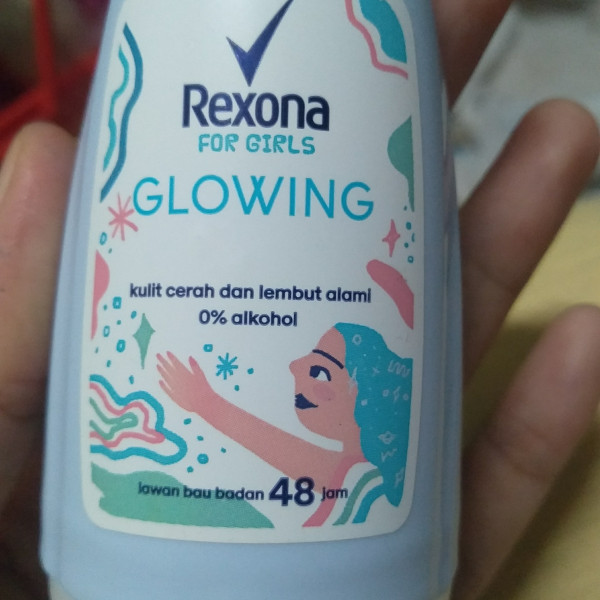 Rexona
FOR GIRLS
GLOWING
kulit cerah dan lembut alami
0% alkohol
lawan bau badan 48 jam